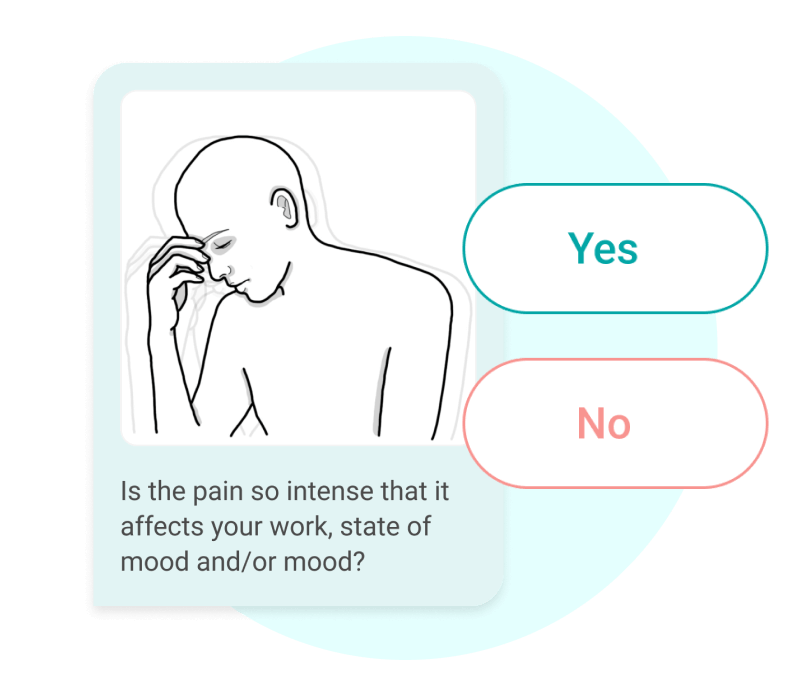 Yes
No
Is the pain so intense that it
affects your work, state of
mood and/or mood?